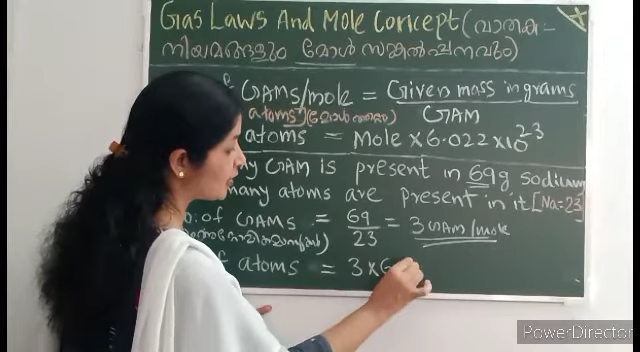 Gas Laws And Mole Concept (വാതക -
നിയമങ്ങളും മോൾ സങ്കൽപ്പനവും)
GAMs/mole = Given mass in grams
GAM
atoms (മോൾ
atoms = Mole × 6.022 × 10^23
GAM is present in 69g sodium
many atoms are present in it [Na=23]
of GAMs = 69/23 = 3 GAM/mole
atoms = 3 × 6
PowerDirector